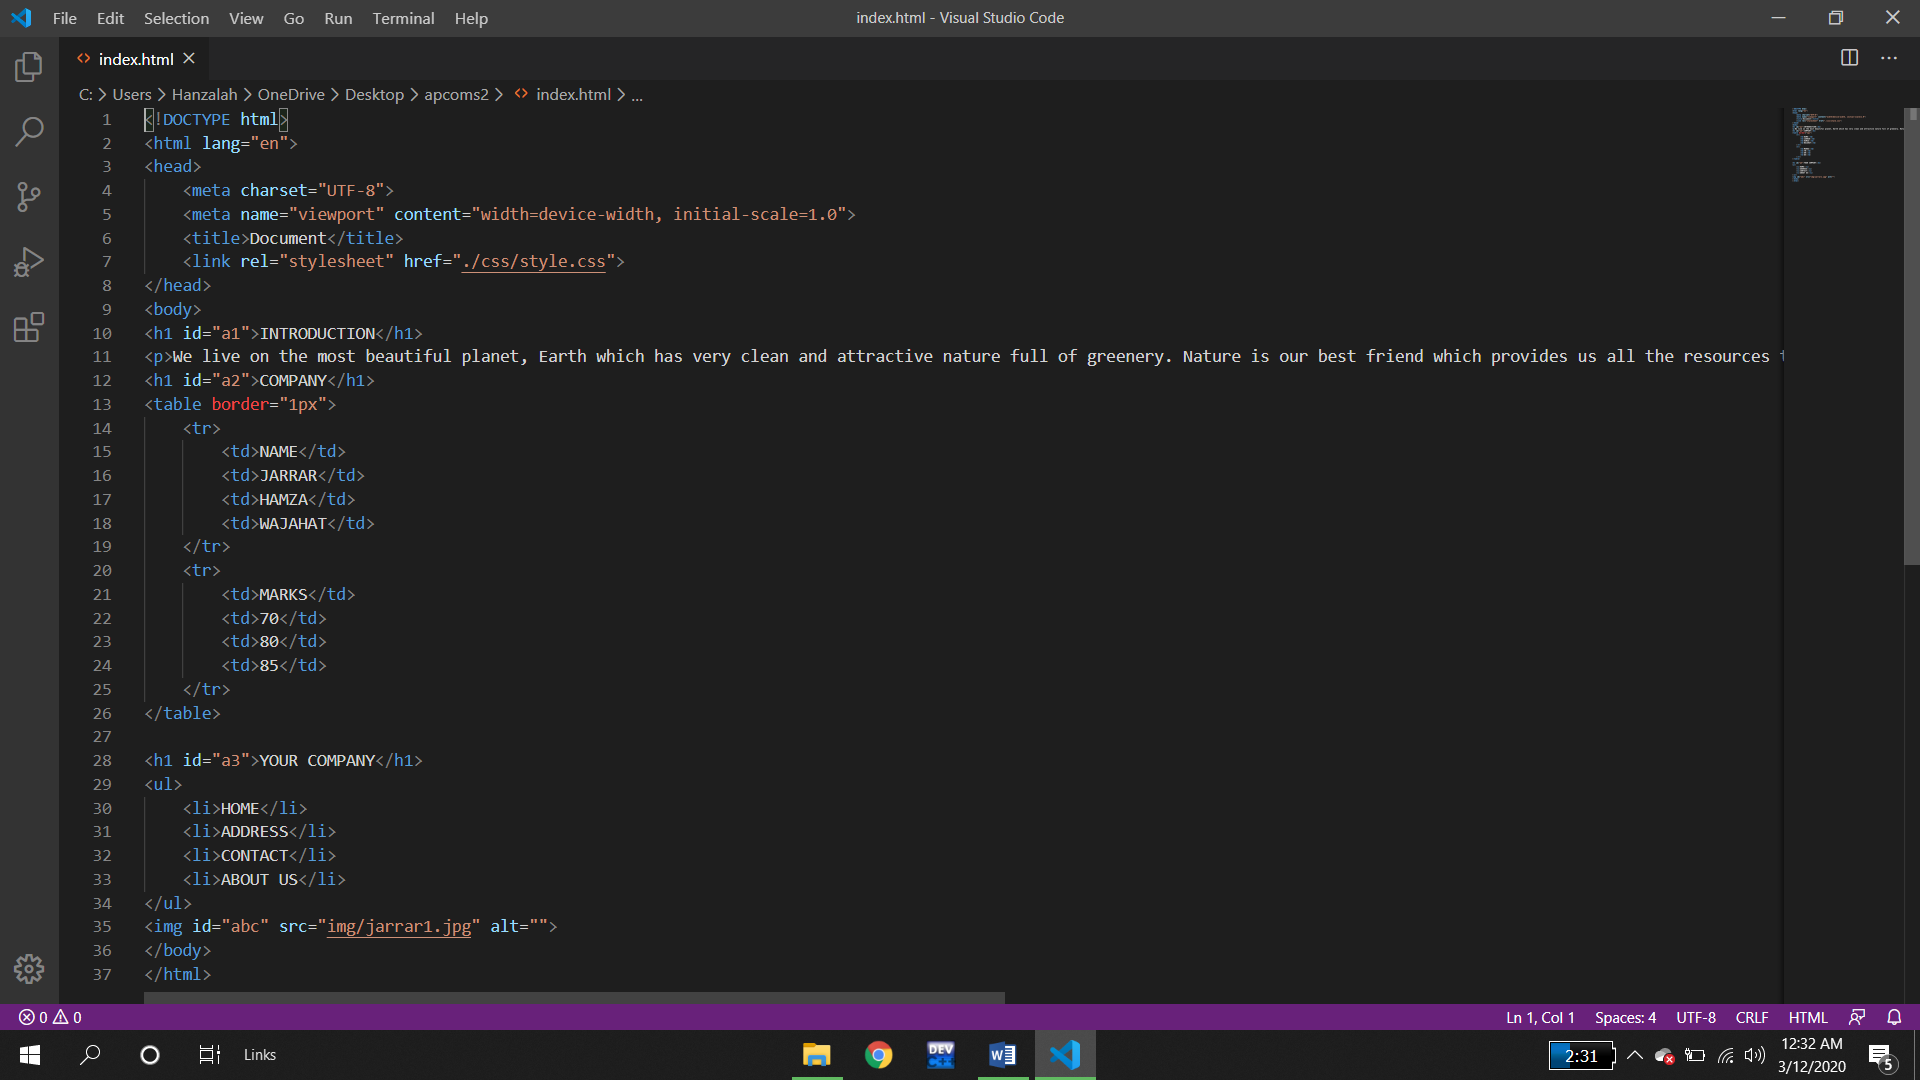 File Edit Selection View Go Run Terminal Help
index.html - Visual Studio Code
index.html
C: > Users > Hanzalah > OneDrive > Desktop > apcoms2 > index.html > ...
1 <!DOCTYPE html>
2 <html lang="en">
3 <head>
4 <meta charset="UTF-8">
5 <meta name="viewport" content="width=device-width, initial-scale=1.0">
6 <title>Document</title>
7 <link rel="stylesheet" href="./css/style.css">
8 </head>
9 <body>
10 <h1 id="a1">INTRODUCTION</h1>
11 <p>We live on the most beautiful planet, Earth which has very clean and attractive nature full of greenery. Nature is our best friend which provides us all the resources
12 <h1 id="a2">COMPANY</h1>
13 <table border="1px">
14 <tr>
15 <td>NAME</td>
16 <td>JARRAR</td>
17 <td>HAMZA</td>
18 <td>WAJAHAT</td>
19 </tr>
20 <tr>
21 <td>MARKS</td>
22 <td>70</td>
23 <td>80</td>
24 <td>85</td>
25 </tr>
26 </table>
27
28 <h1 id="a3">YOUR COMPANY</h1>
29 <ul>
30 <li>HOME</li>
31 <li>ADDRESS</li>
32 <li>CONTACT</li>
33 <li>ABOUT US</li>
34 </ul>
35 <img id="abc" src="img/jarrar1.jpg" alt="">
36 </body>
37 </html>
0 0 Ln 1, Col 1 Spaces: 4 UTF-8 CRLF HTML
Links
DEV C++
W
2:31
12:32 AM
3/12/2020
5